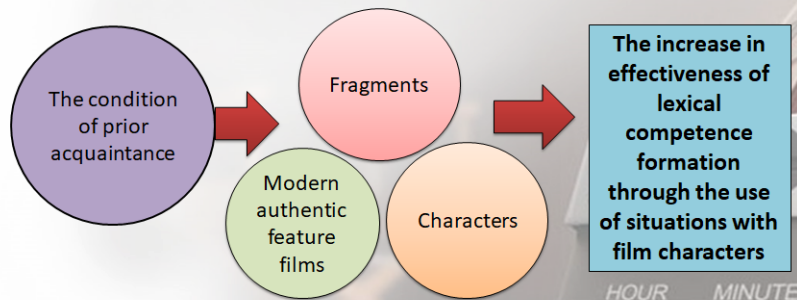 The condition
of prior
acquaintance
Fragments
Modern
authentic
feature
films
Characters
The increase in
effectiveness of
lexical
competence
formation
through the use
of situations with
film characters
HOUR MINUTE